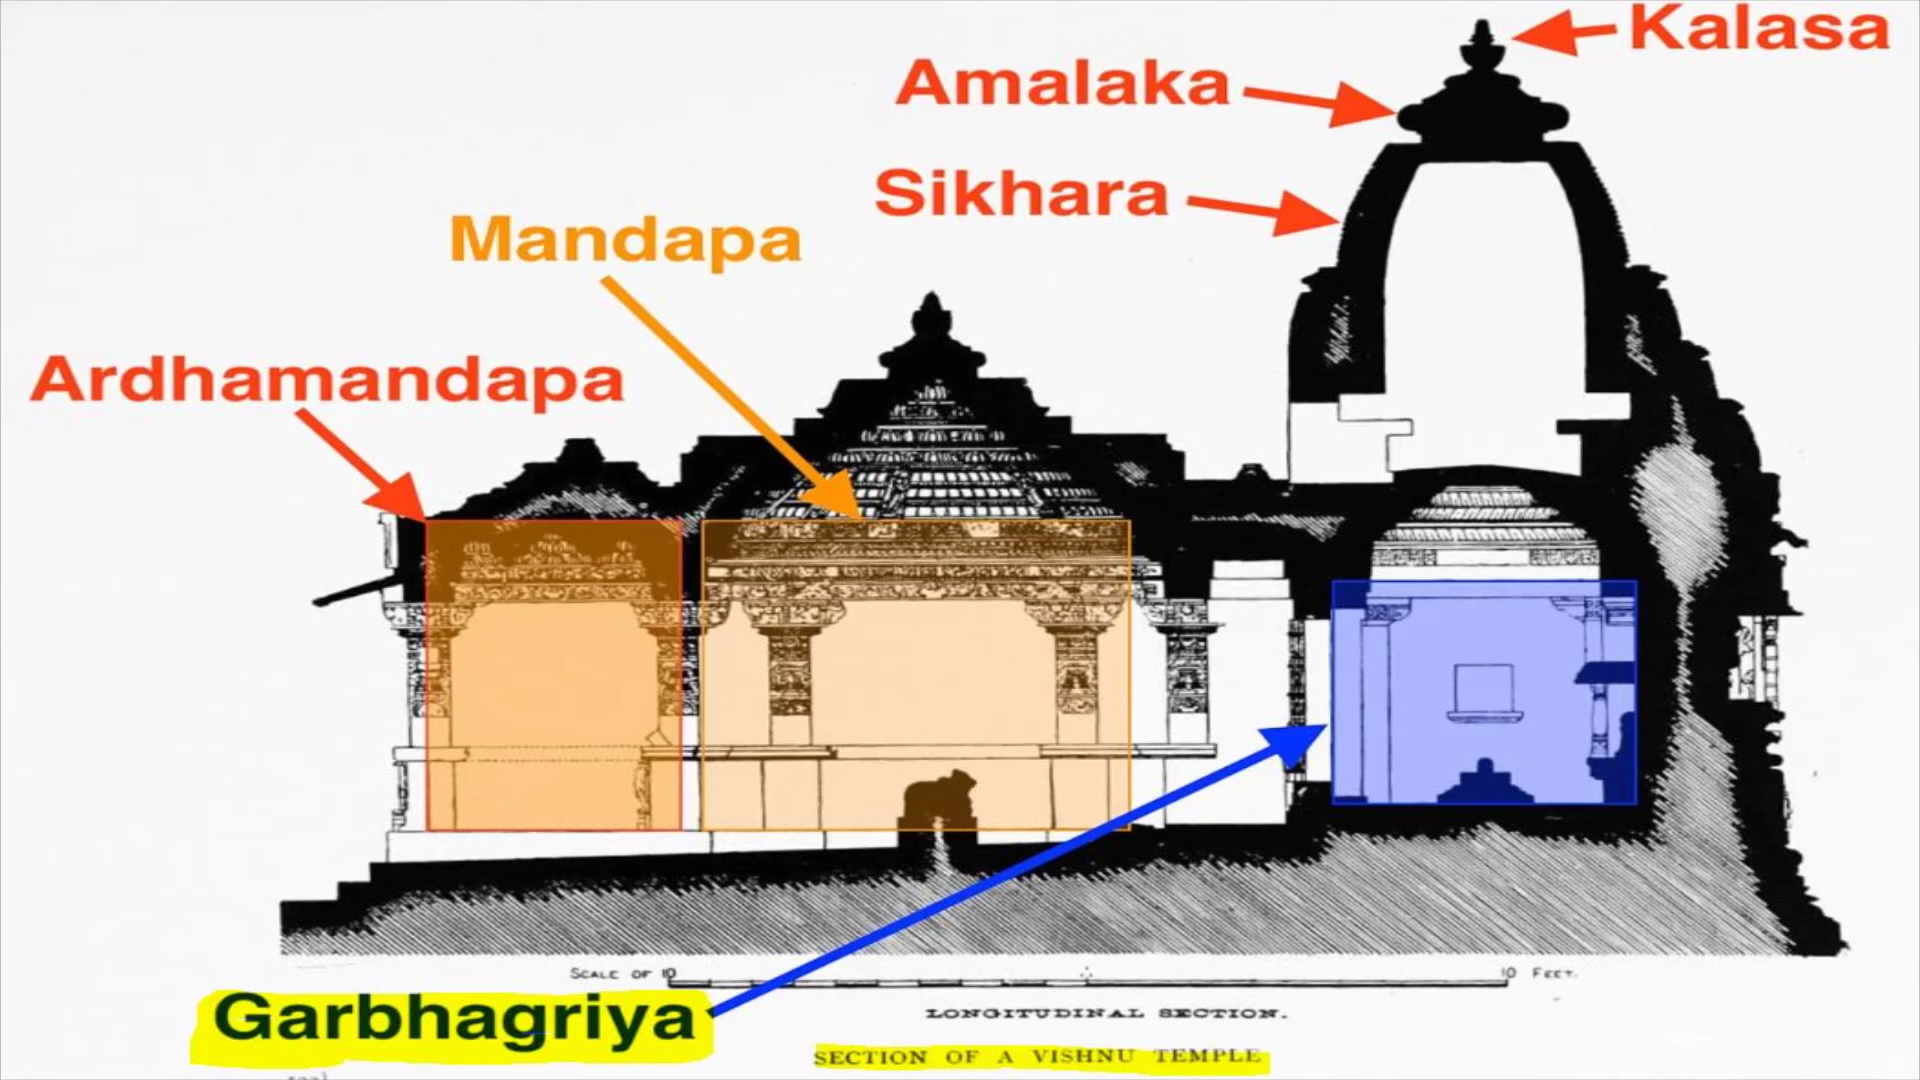 Kalasa
Amalaka
Sikhara
Mandapa
Ardhamandapa
SCALE OF 10
10 FEET.
Garbhagriya
LONGITUDINAL SECTION.
SECTION OF A VISHNU TEMPLE